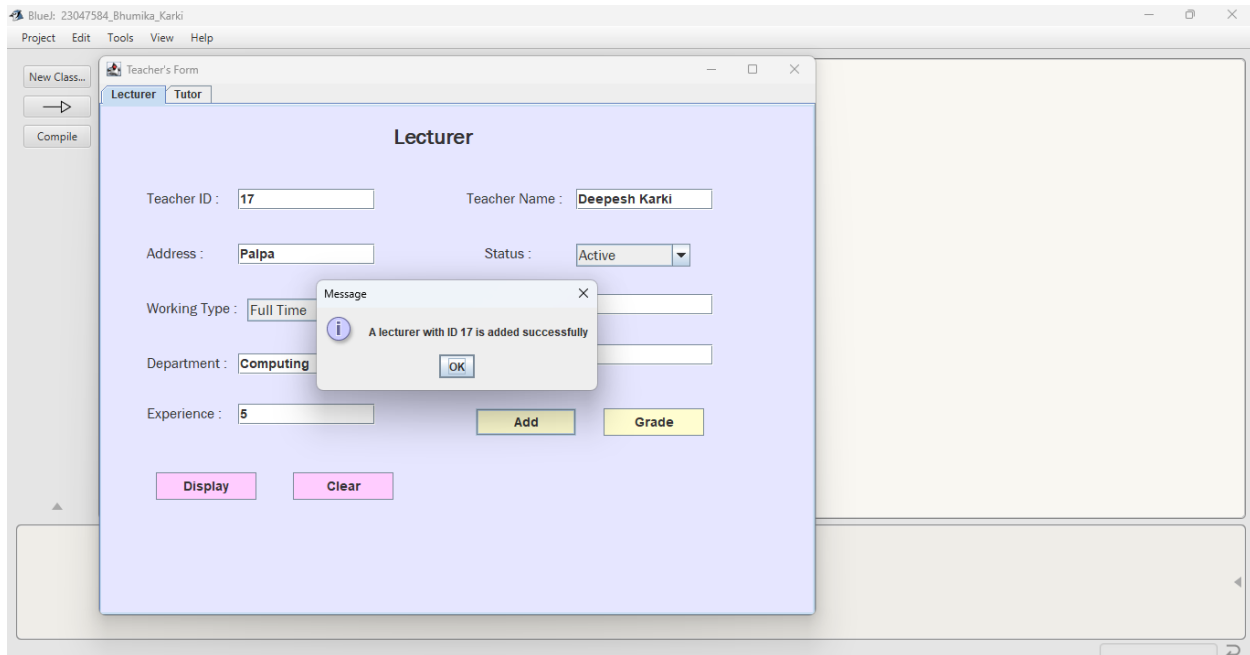 BlueJ: 23047584_Bhumika_Karki
Project Edit Tools View Help
New Class...
Compile
Teacher's Form
Lecturer Tutor
Lecturer
Teacher ID : 17 Teacher Name : Deepesh Karki
Address : Palpa Status : Active
Working Type : Full Time
Message
A lecturer with ID 17 is added successfully
OK
Department : Computing
Experience : 5
Add Grade
Display Clear